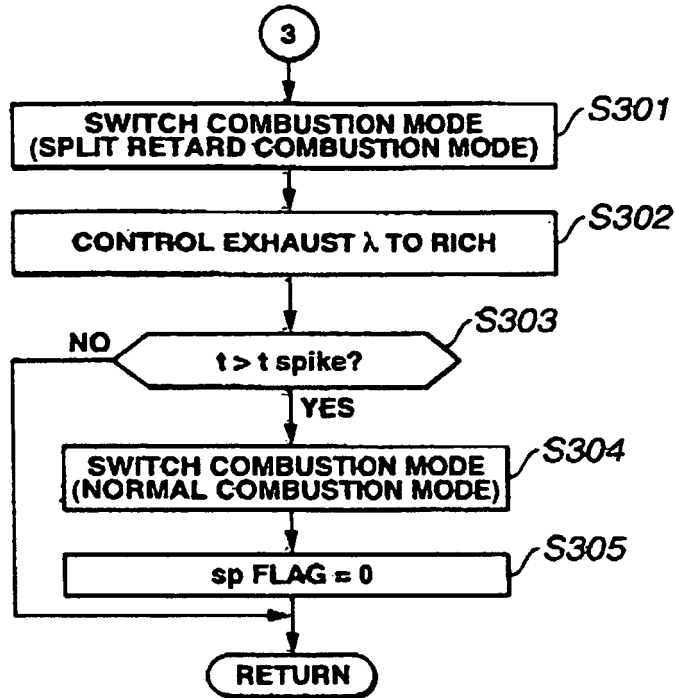 3
SWITCH COMBUSTION MODE
(SPLIT RETARD COMBUSTION MODE)
S301
CONTROL EXHAUST λ TO RICH
S302
t > t spike?
S303
NO
YES
SWITCH COMBUSTION MODE
(NORMAL COMBUSTION MODE)
S304
sp FLAG = 0
S305
RETURN